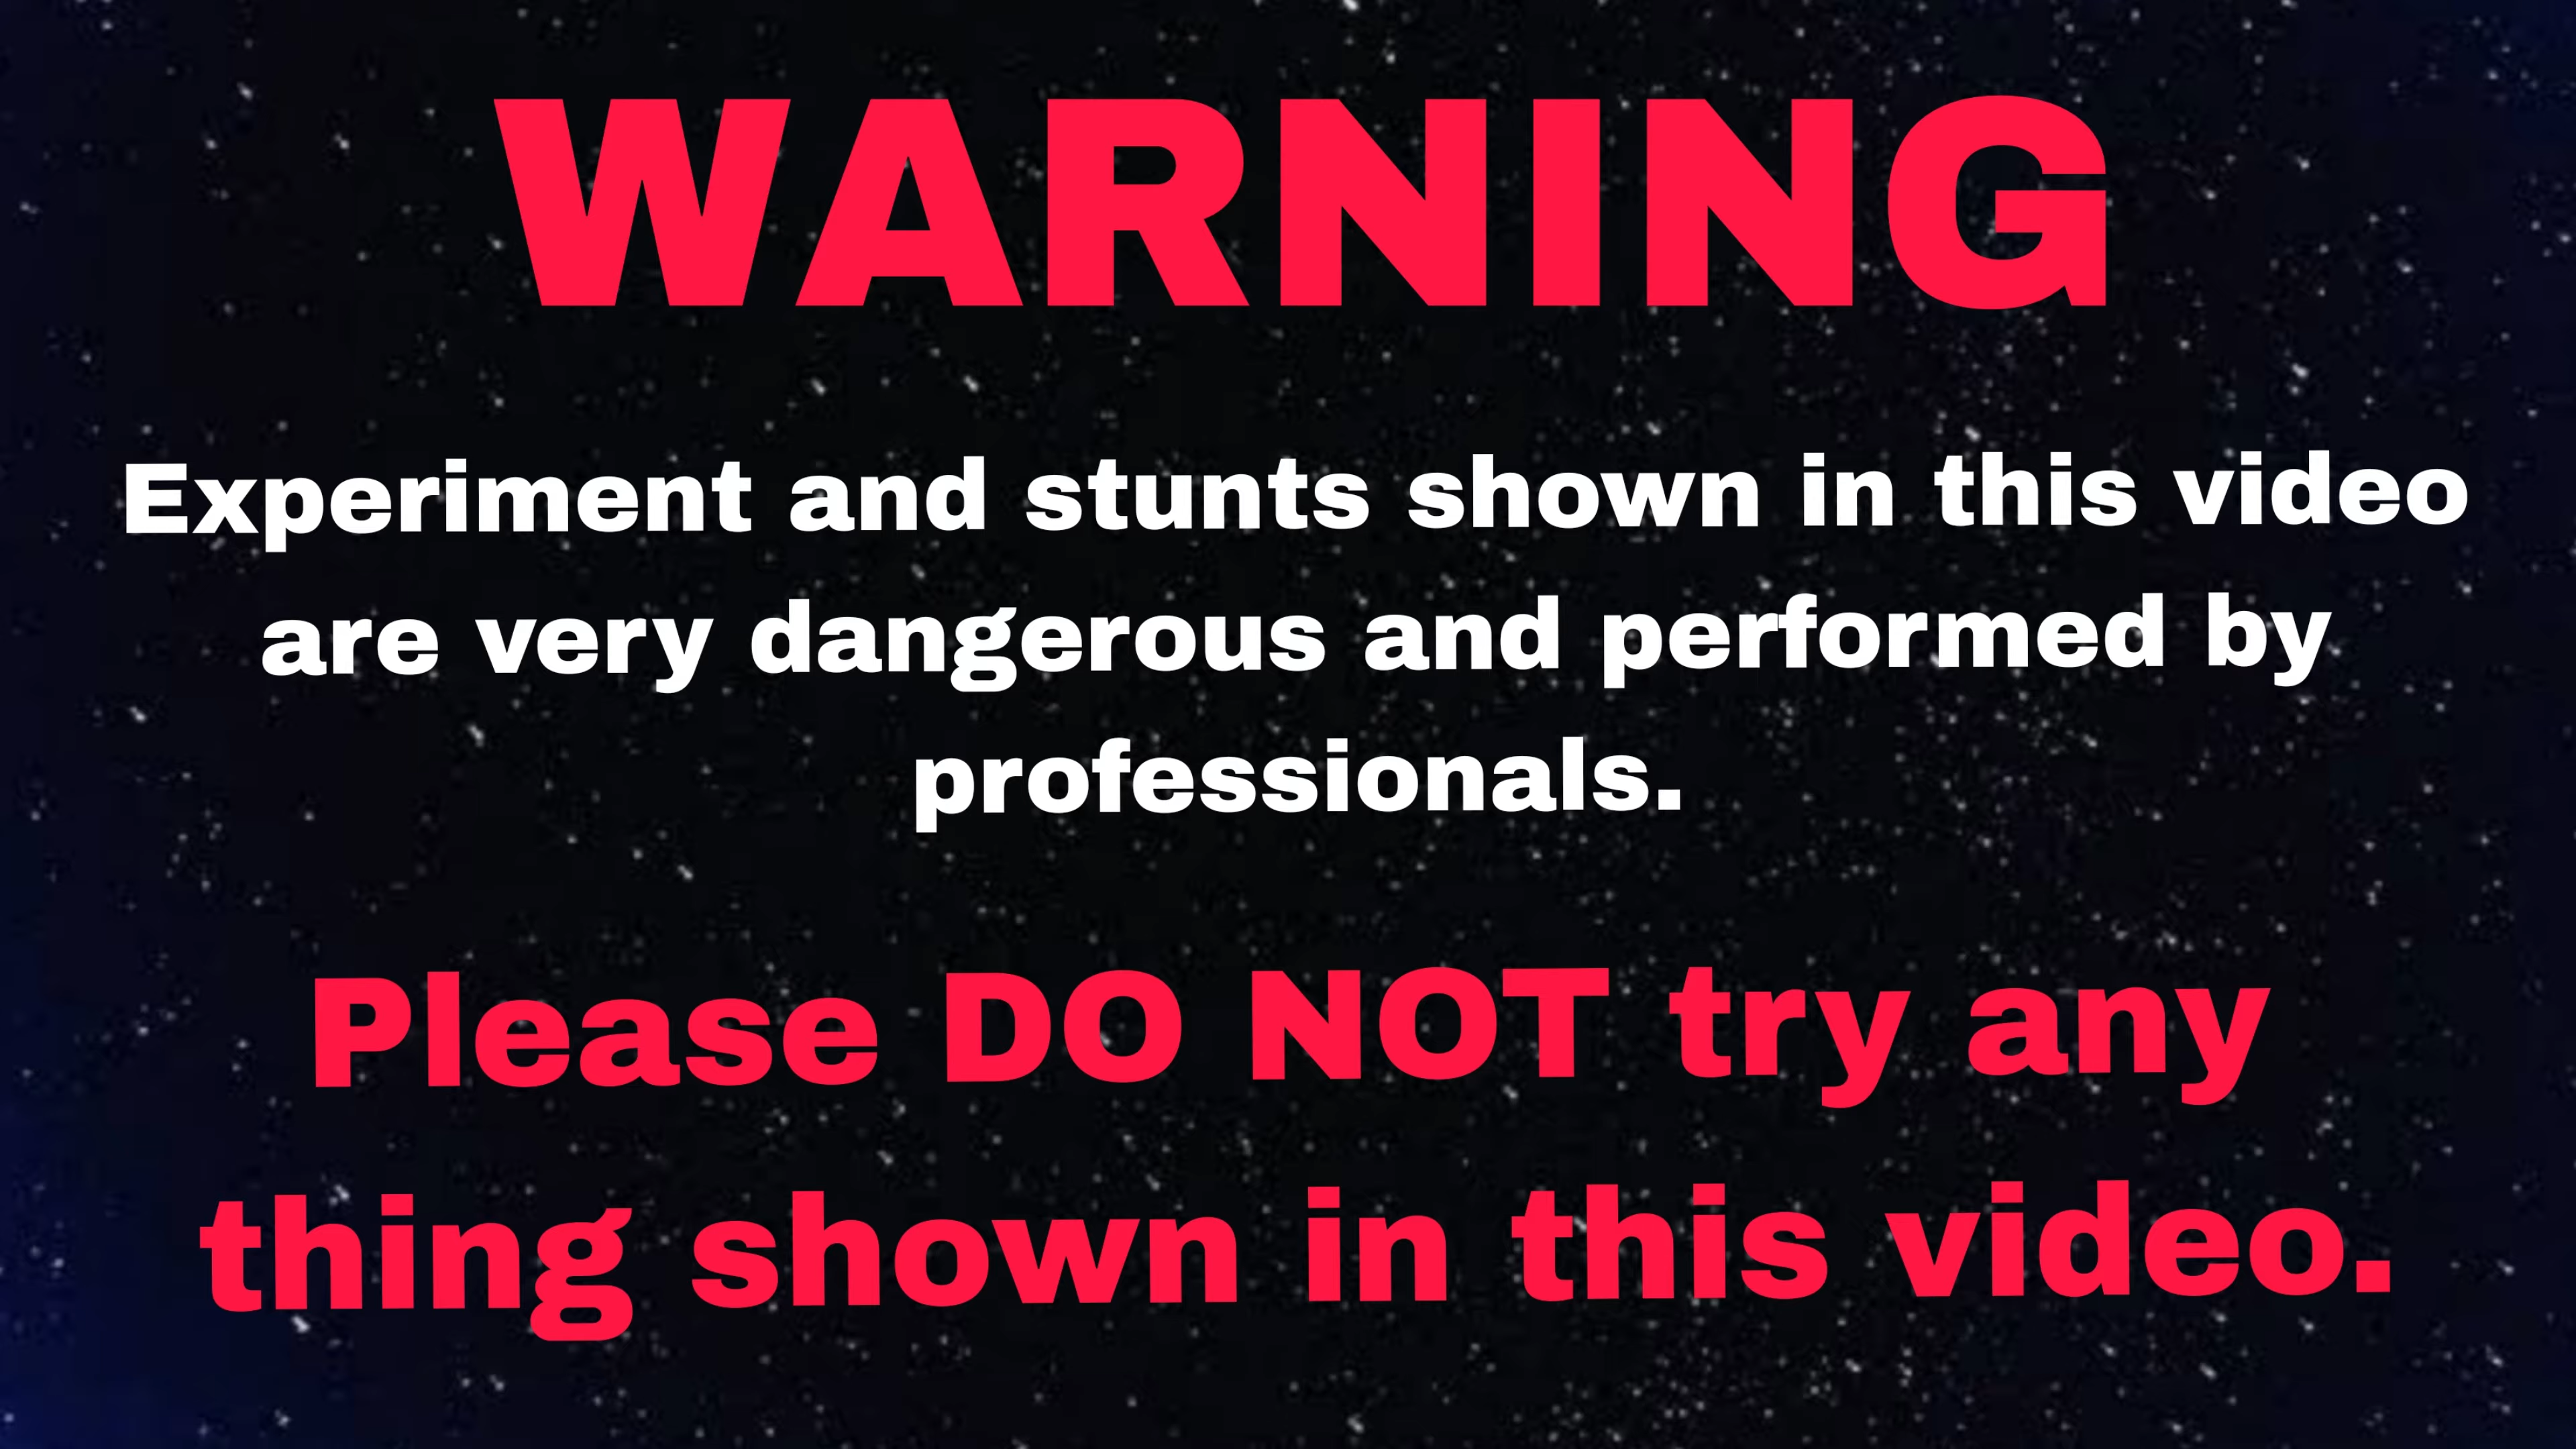 WARNING
Experiment and stunts shown in this video
are very dangerous and performed by
professionals.
Please DO NOT try any
thing shown in this video.